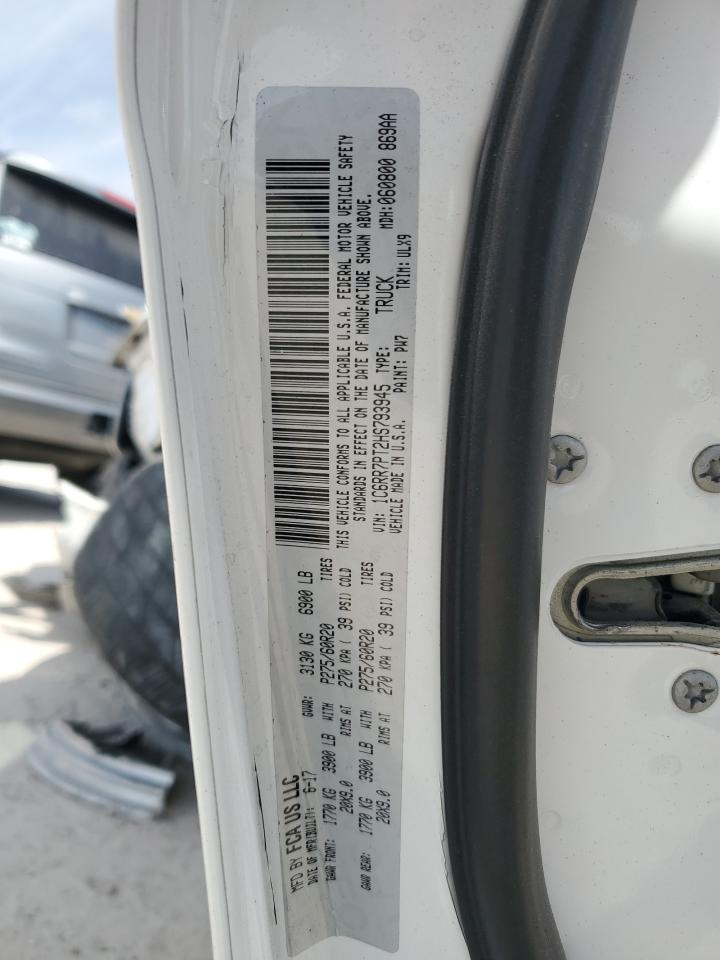 MFD BY FCA US LLC
DATE OF MFR(BUILT): 6-17 GVWR: 3130 KG 6900 LB
GAWR FRONT: 1770 KG 3900 LB WITH P275/60R20 TIRES
20X9.0 RIMS AT 270 KPA ( 39 PSI) COLD
GAWR REAR: 1770 KG 3900 LB WITH P275/60R20 TIRES
20X9.0 RIMS AT 270 KPA ( 39 PSI) COLD
THIS VEHICLE CONFORMS TO ALL APPLICABLE U.S.A. FEDERAL MOTOR VEHICLE SAFETY
STANDARDS IN EFFECT ON THE DATE OF MANUFACTURE SHOWN ABOVE.
VIN: 1C6RR7PT2HS793945 TYPE: TRUCK MDH:060800 869AA
VEHICLE MADE IN U.S.A. PAINT: PW7 TRIM: ULX9